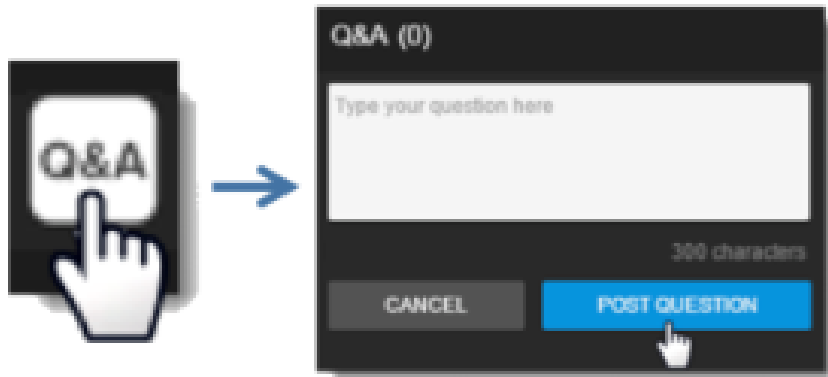 Q&A
Q&A (0)
Type your question here
300 characters
CANCEL
POST QUESTION